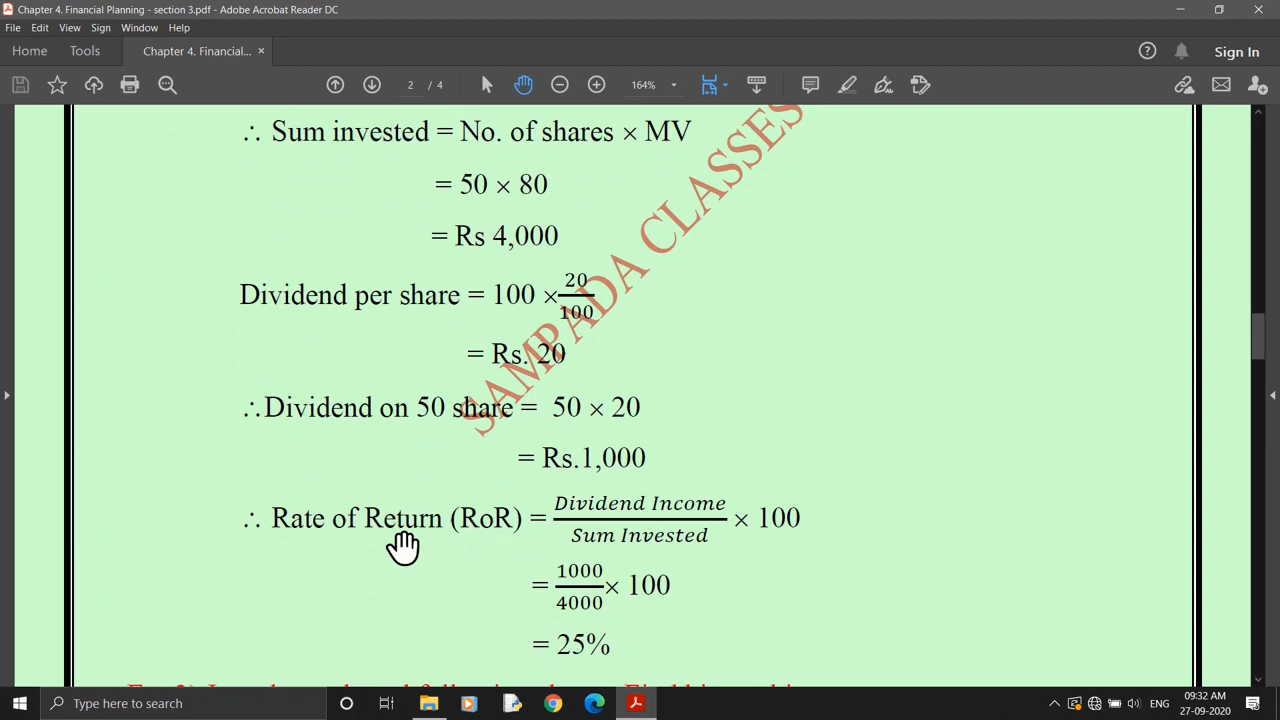 Chapter 4. Financial Planning - section 3.pdf - Adobe Acrobat Reader DC
File Edit View Sign Window Help
Home Tools Chapter 4. Financial... × Sign In
2 / 4 164%
∴ Sum invested = No. of shares × MV
= 50 × 80
= Rs 4,000
Dividend per share = 100 × 20/100
= Rs. 20
∴Dividend on 50 share = 50 × 20
= Rs.1,000
∴ Rate of Return (RoR) = Dividend Income/Sum Invested × 100
= 1000/4000 × 100
= 25%
SAMPADA CLASSES
Type here to search
ENG
09:32 AM
27-09-2020